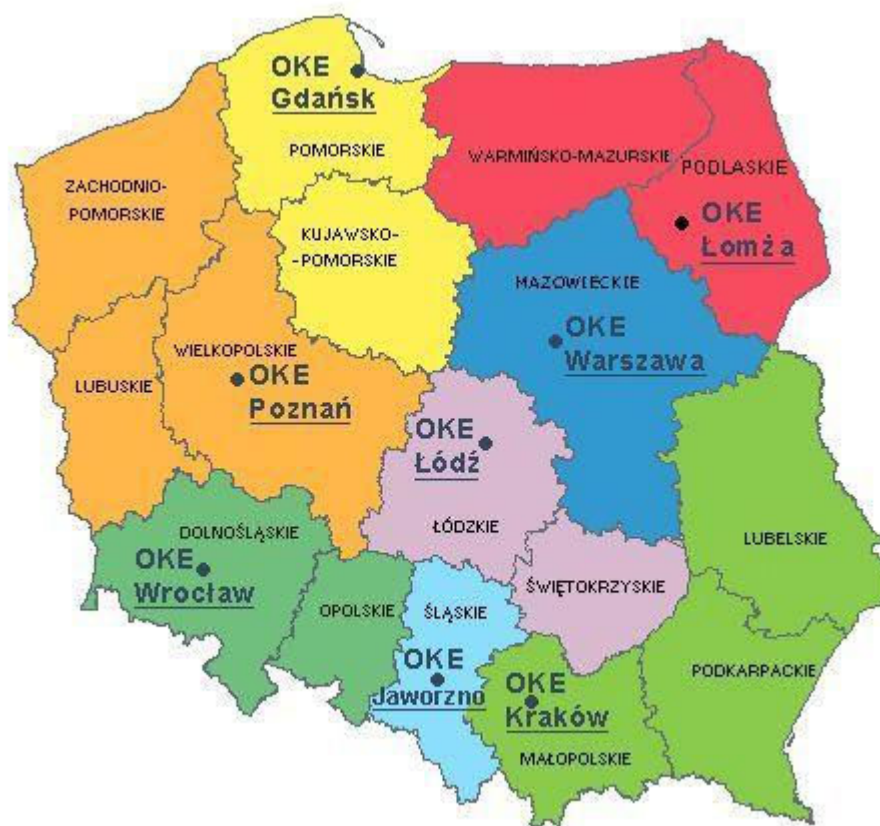 OKE
Gdańsk
POMORSKIE
WARMIŃSKO-MAZURSKIE
PODLASKIE
ZACHODNIO-
POMORSKIE
OKE
Łomża
KUJAWSKO-
-POMORSKIE
MAZOWIECKIE
OKE
Warszawa
WIELKOPOLSKIE
OKE
Poznań
LUBUSKIE
OKE
Łódź
ŁÓDZKIE
DOLNOŚLĄSKIE
OKE
Wrocław
LUBELSKIE
ŚWIĘTOKRZYSKIE
OPOLSKIE
ŚLĄSKIE
OKE
Jaworzno
OKE
Kraków
MAŁOPOLSKIE
PODKARPACKIE